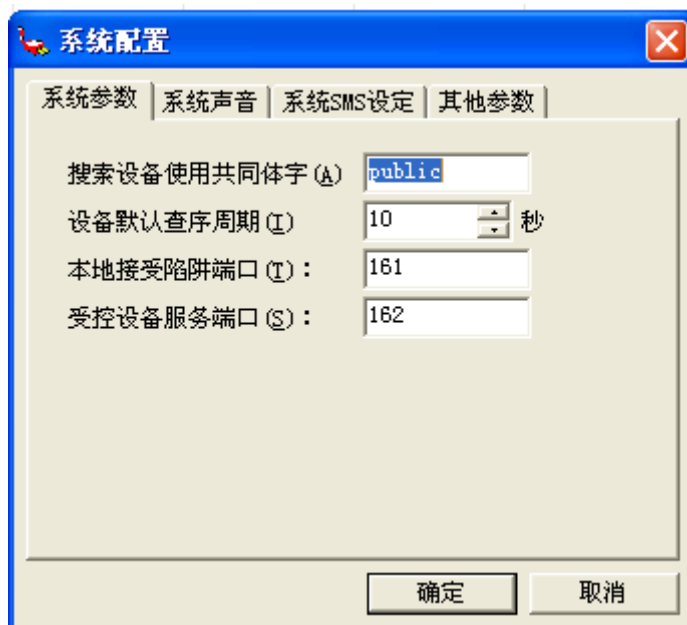 系统配置
系统参数 系统声音 系统SMS设定 其他参数
搜索设备使用共同体字(A) public
设备默认查序周期(I) 10 秒
本地接受陷阱端口(T)： 161
受控设备服务端口(S)： 162
确定 取消